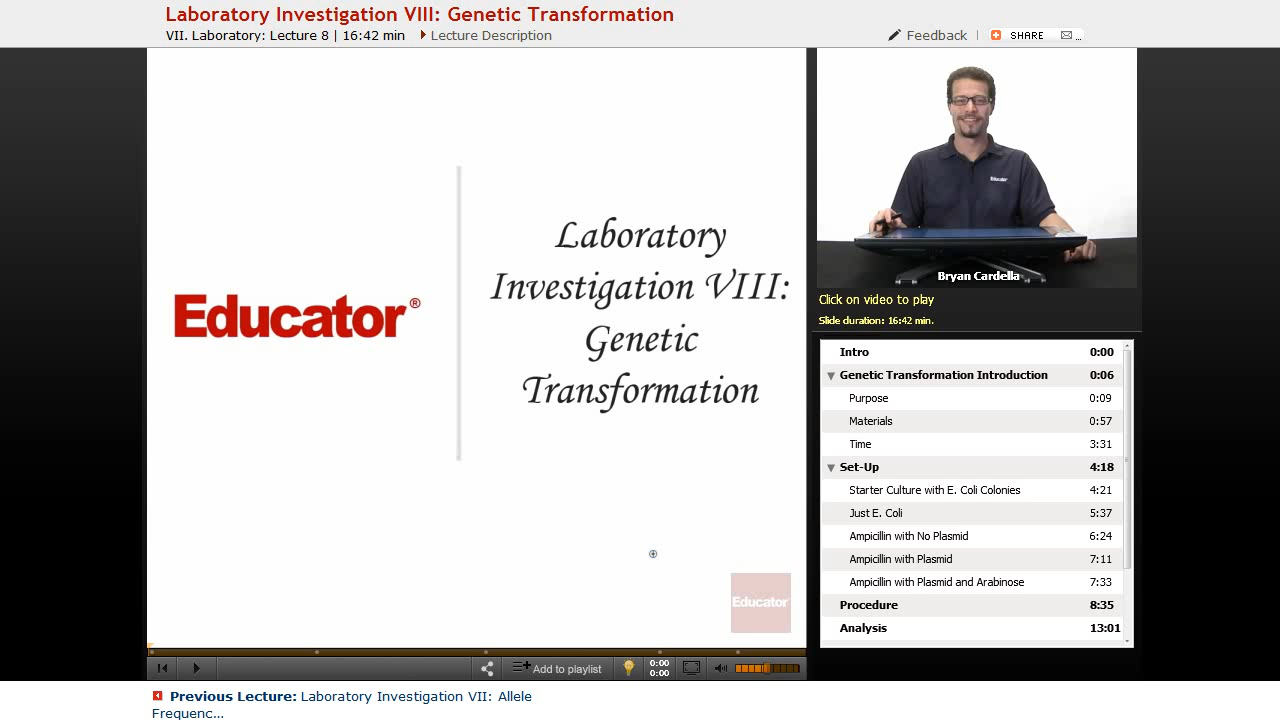 Laboratory Investigation VIII: Genetic Transformation
VII. Laboratory: Lecture 8 | 16:42 min Lecture Description
Feedback | SHARE ...
Educator®
Laboratory
Investigation VIII:
Genetic
Transformation
Educator
Educator
Bryan Cardella
Click on video to play
Slide duration: 16:42 min.
Intro 0:00
Genetic Transformation Introduction 0:06
Purpose 0:09
Materials 0:57
Time 3:31
Set-Up 4:18
Starter Culture with E. Coli Colonies 4:21
Just E. Coli 5:37
Ampicillin with No Plasmid 6:24
Ampicillin with Plasmid 7:11
Ampicillin with Plasmid and Arabinose 7:33
Procedure 8:35
Analysis 13:01
Add to playlist
0:00
0:00
Previous Lecture: Laboratory Investigation VII: Allele
Frequenc...